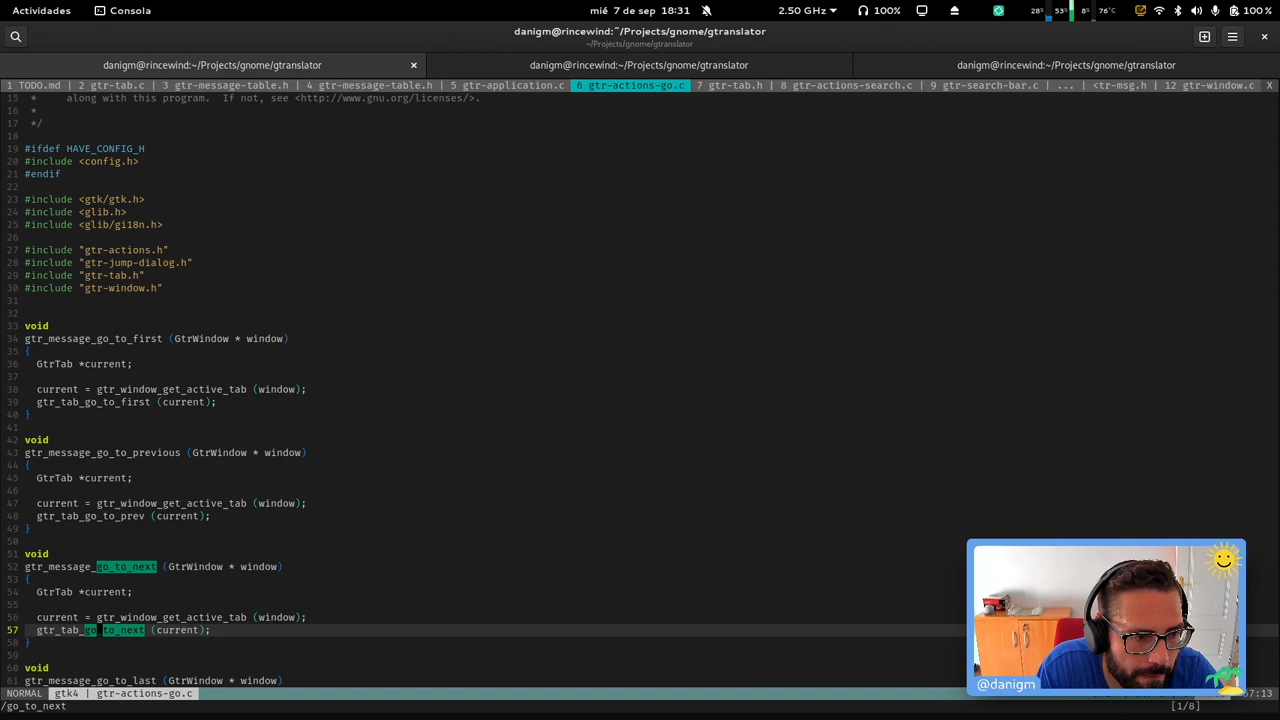 Actividades
Consola
mié 7 de sep 18:31
2.50 GHz
100%
28%
53%
8%
76°C
100 %
danigm@rincewind:~/Projects/gnome/gtranslator
~/Projects/gnome/gtranslator
danigm@rincewind:~/Projects/gnome/gtranslator
danigm@rincewind:~/Projects/gnome/gtranslator
danigm@rincewind:~/Projects/gnome/gtranslator
1 TODO.md | 2 gtr-tab.c | 3 gtr-message-table.h | 4 gtr-message-table.h | 5 gtr-application.c | 6 gtr-actions-go.c | 7 gtr-tab.h | 8 gtr-actions-search.c | 9 gtr-search-bar.c | ... | <tr-msg.h | 12 gtr-window.c X
15 *      along with this program.  If not, see <http://www.gnu.org/licenses/>.
16 *
17 */
18
19 #ifdef HAVE_CONFIG_H
20 #include <config.h>
21 #endif
22
23 #include <gtk/gtk.h>
24 #include <glib.h>
25 #include <glib/gi18n.h>
26
27 #include "gtr-actions.h"
28 #include "gtr-jump-dialog.h"
29 #include "gtr-tab.h"
30 #include "gtr-window.h"
31
32
33 void
34 gtr_message_go_to_first (GtrWindow * window)
35 {
36   GtrTab *current;
37
38   current = gtr_window_get_active_tab (window);
39   gtr_tab_go_to_first (current);
40 }
41
42 void
43 gtr_message_go_to_previous (GtrWindow * window)
44 {
45   GtrTab *current;
46
47   current = gtr_window_get_active_tab (window);
48   gtr_tab_go_to_prev (current);
49 }
50
51 void
52 gtr_message_go_to_next (GtrWindow * window)
53 {
54   GtrTab *current;
55
56   current = gtr_window_get_active_tab (window);
57   gtr_tab_go_to_next (current);
58 }
59
60 void
61 gtr_message_go_to_last (GtrWindow * window)
NORMAL gtk4 | gtr-actions-go.c
57:13
/go_to_next
[1/8]
@danigm